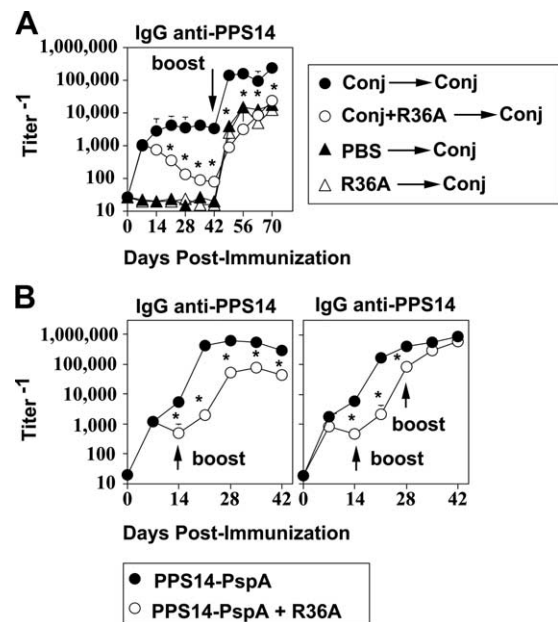 A
IgG anti-PPS14
1,000,000
100,000
10,000
1,000
100
10
Titer -1
boost
* * * * * * * *
0 14 28 42 56 70
Days Post-Immunization
Conj → Conj
Conj+R36A → Conj
PBS → Conj
R36A → Conj
B
IgG anti-PPS14
IgG anti-PPS14
1,000,000
100,000
10,000
1,000
100
10
Titer -1
* * * * *
boost
* * *
boost
boost
0 14 28 42
0 14 28 42
Days Post-Immunization
PPS14-PspA
PPS14-PspA + R36A